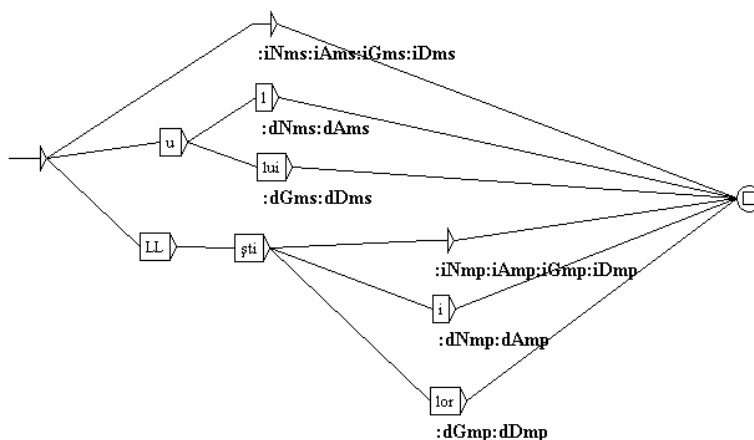 :iNms:iAms:iGms:iDms
l
:dNms:dAms
u
lui
:dGms:dDms
LL
şti
:iNmp:iAmp:iGmp:iDmp
i
:dNmp:dAmp
lor
:dGmp:dDmp